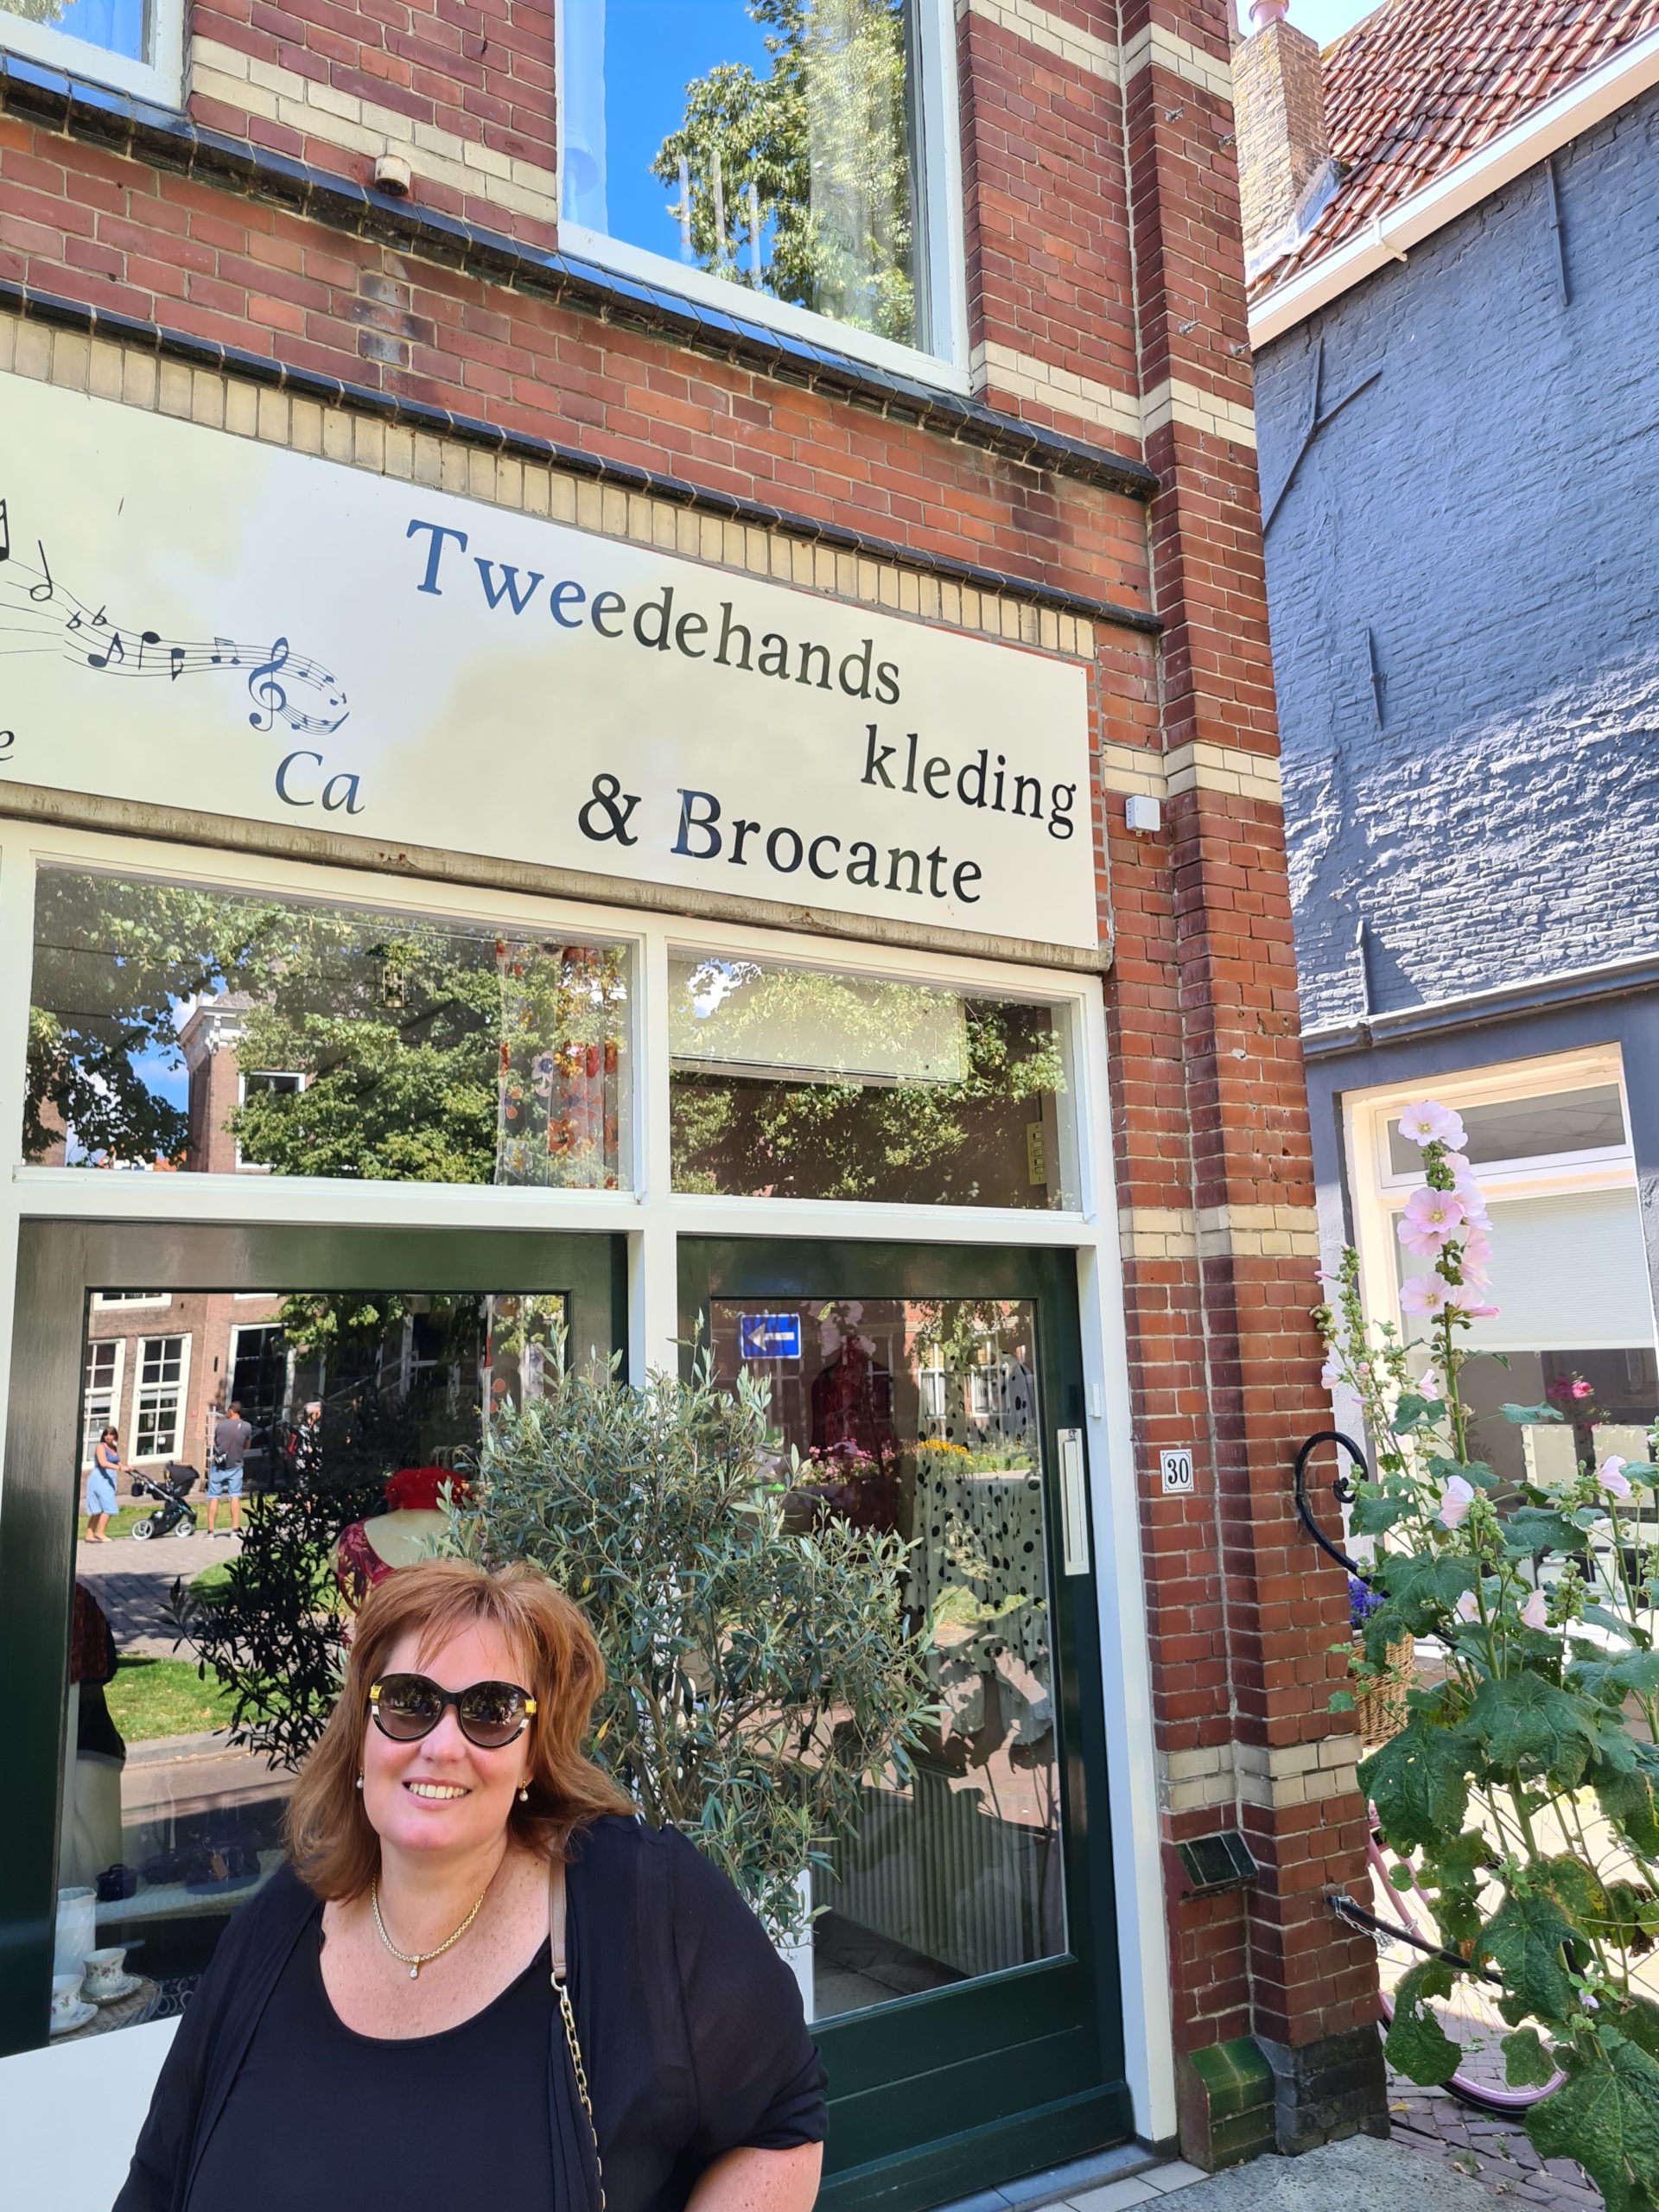 Tweedehands
kleding
Ca
& Brocante
30